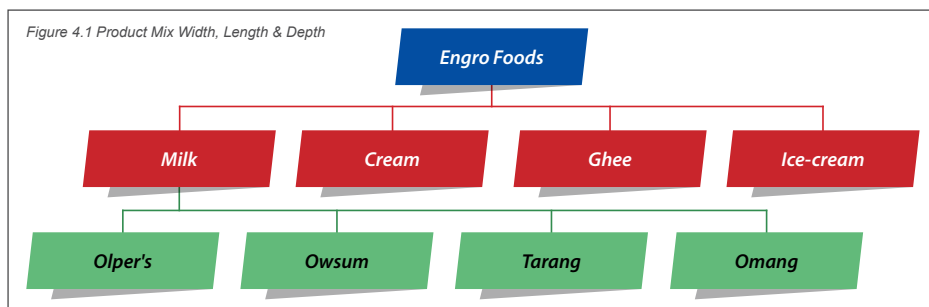 Figure 4.1 Product Mix Width, Length & Depth
Engro Foods
Milk
Cream
Ghee
Ice-cream
Olper's
Owsum
Tarang
Omang